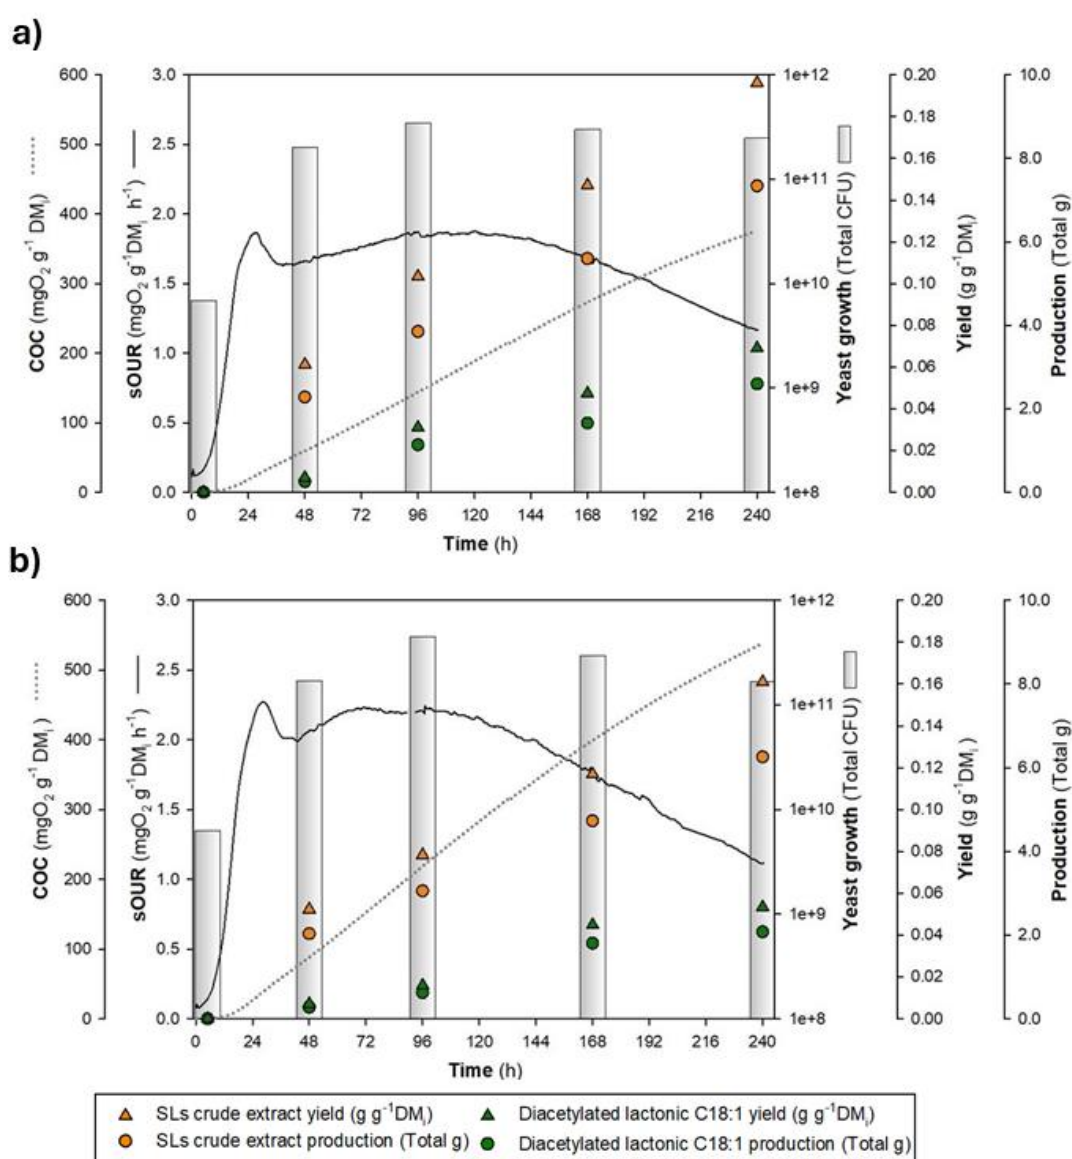 a)
600 3.0 1e+12 0.20 10.0
500 2.5 1e+11 0.18 8.0
400 2.0 1e+10 0.16 6.0
300 1.5 1e+9 0.14 4.0
200 1.0 1e+8 0.12 2.0
100 0.5 0.10 0.0
0 0.0 0.08
0.06
0.04
0.02
0.00
COC (mgO₂ g⁻¹ DMᵢ)
sOUR (mgO₂ g⁻¹DMᵢ h⁻¹)
Yeast growth (Total CFU)
Yield (g g⁻¹DMᵢ)
Production (Total g)
0 24 48 72 96 120 144 168 192 216 240
Time (h)
b)
600 3.0 1e+12 0.20 10.0
500 2.5 1e+11 0.18 8.0
400 2.0 1e+10 0.16 6.0
300 1.5 1e+9 0.14 4.0
200 1.0 1e+8 0.12 2.0
100 0.5 0.10 0.0
0 0.0 0.08
0.06
0.04
0.02
0.00
COC (mgO₂ g⁻¹ DMᵢ)
sOUR (mgO₂ g⁻¹DMᵢ h⁻¹)
Yeast growth (Total CFU)
Yield (g g⁻¹DMᵢ )
Production (Total g)
0 24 48 72 96 120 144 168 192 216 240
Time (h)
SLs crude extract yield (g g⁻¹DMᵢ) Diacetylated lactonic C18:1 yield (g g⁻¹DMᵢ)
SLs crude extract production (Total g) Diacetylated lactonic C18:1 production (Total g)